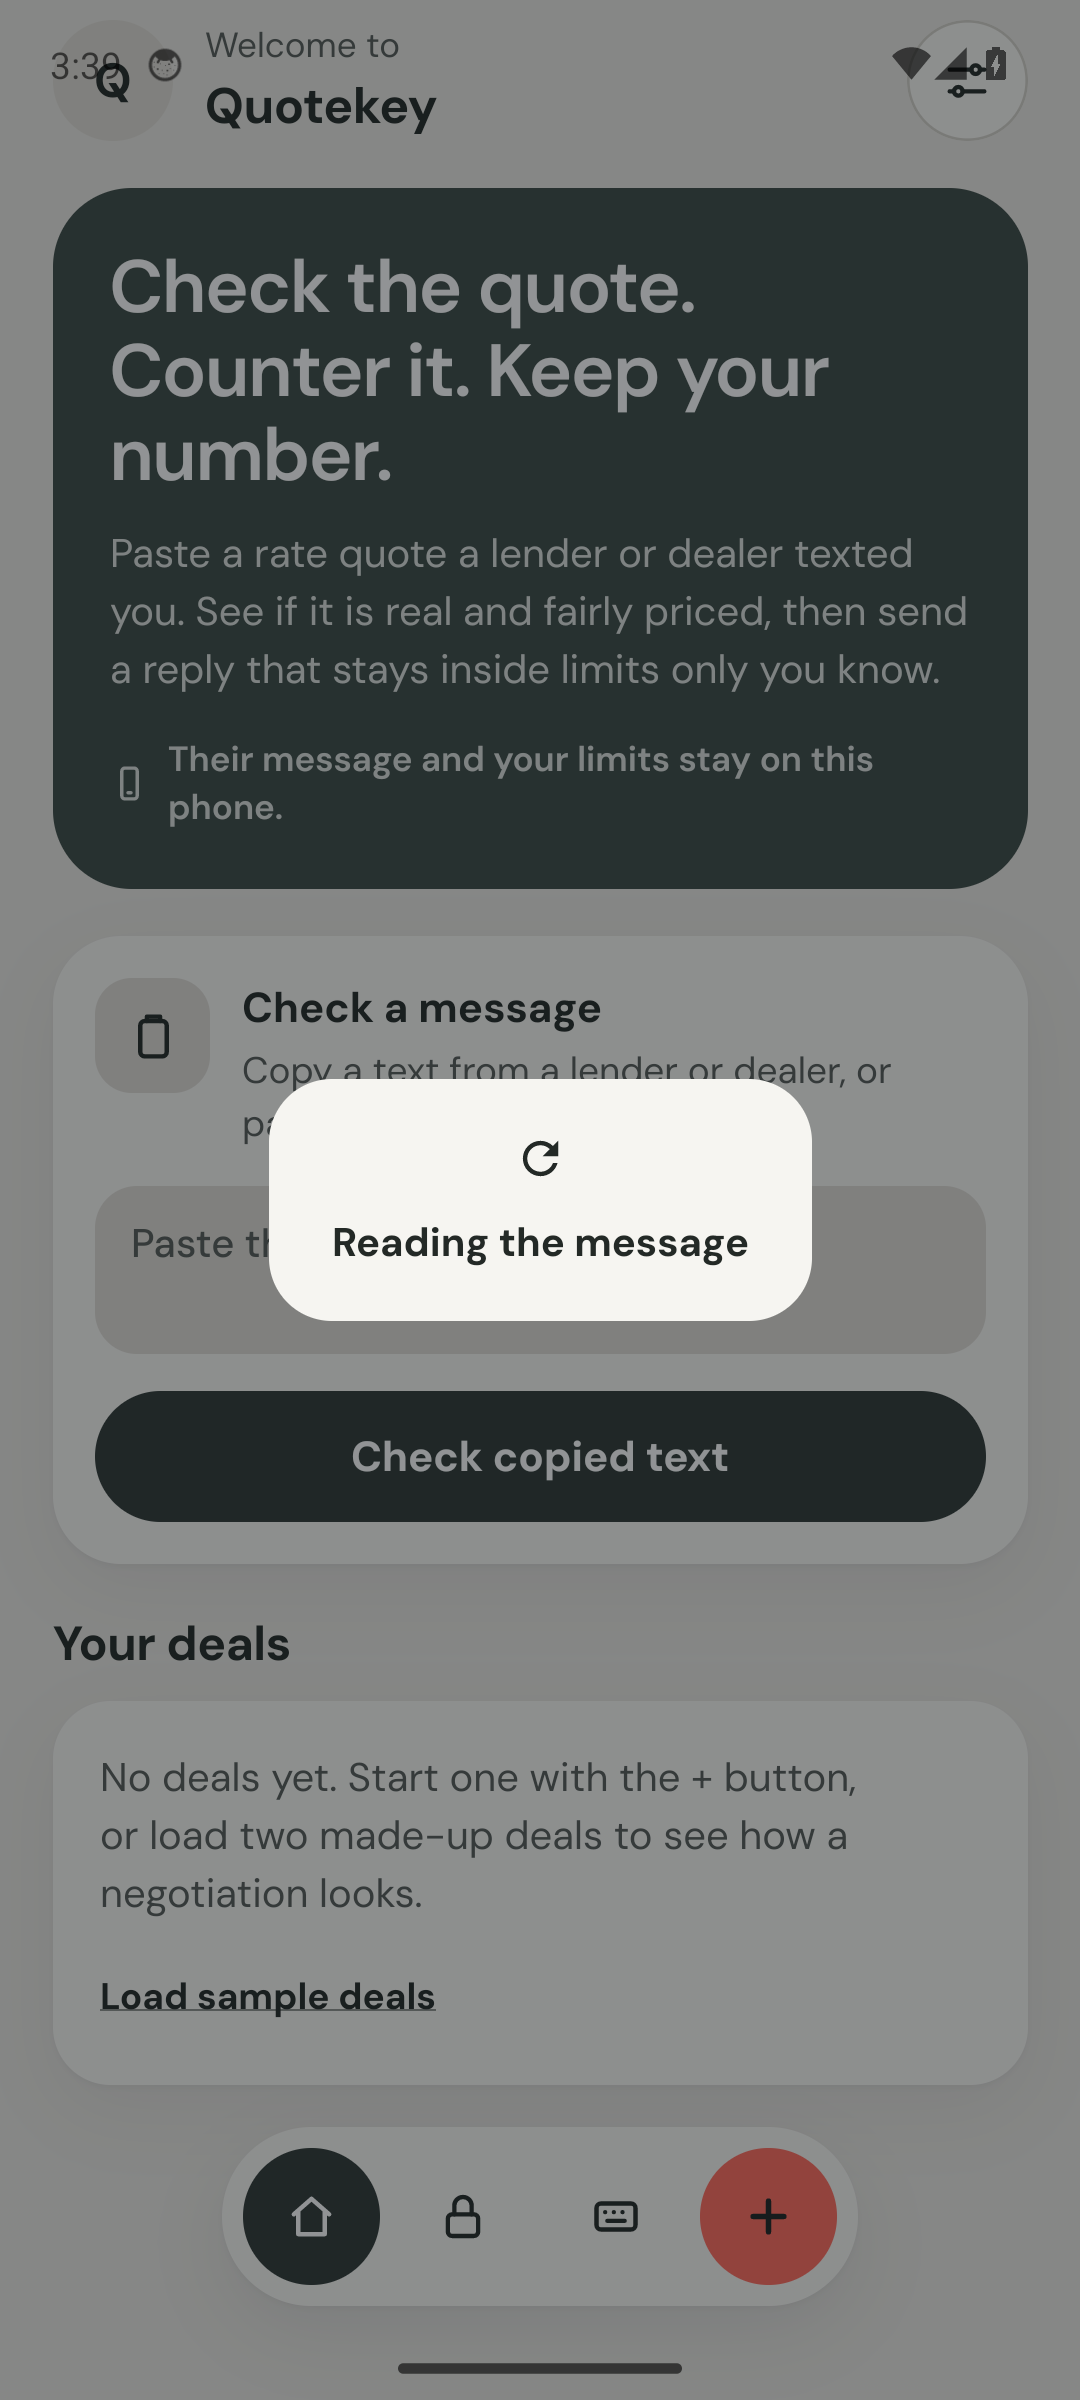 3:39
Q
Welcome to
Quotekey
Check the quote.
Counter it. Keep your
number.
Paste a rate quote a lender or dealer texted
you. See if it is real and fairly priced, then send
a reply that stays inside limits only you know.
Their message and your limits stay on this
phone.
Check a message
Copy a text from a lender or dealer, or
Paste
Reading the message
Check copied text
Your deals
No deals yet. Start one with the + button,
or load two made-up deals to see how a
negotiation looks.
Load sample deals